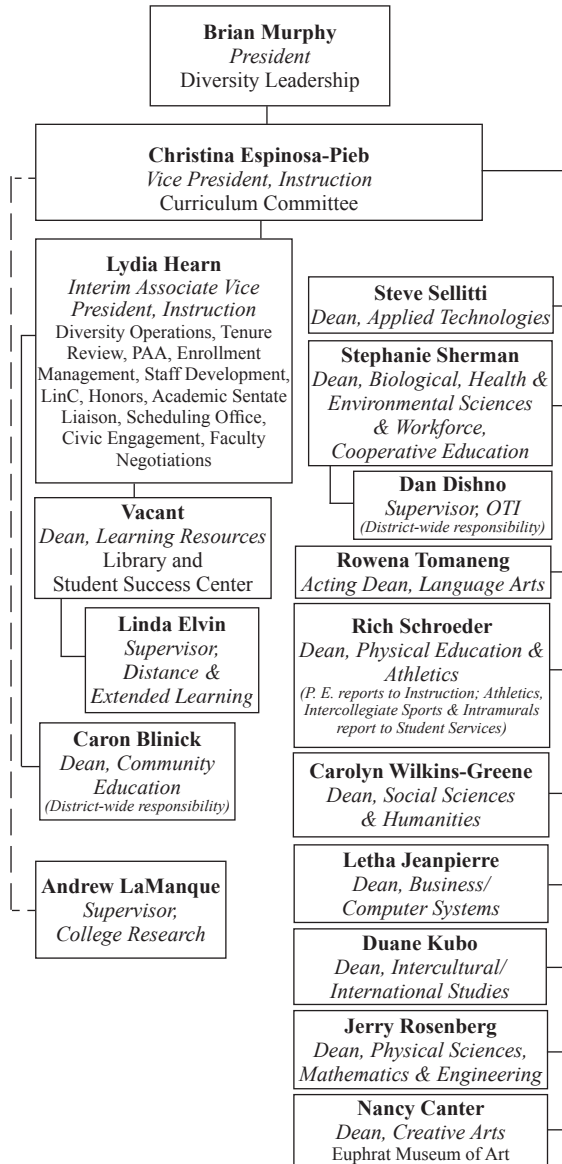 Brian Murphy
President
Diversity Leadership
Christina Espinosa-Pieb
Vice President, Instruction
Curriculum Committee
Lydia Hearn
Interim Associate Vice
President, Instruction
Diversity Operations, Tenure
Review, PAA, Enrollment
Management, Staff Development,
LinC, Honors, Academic Sentate
Liaison, Scheduling Office,
Civic Engagement, Faculty
Negotiations
Vacant
Dean, Learning Resources
Library and
Student Success Center
Linda Elvin
Supervisor,
Distance &
Extended Learning
Caron Blinick
Dean, Community
Education
(District-wide responsibility)
Andrew LaManque
Supervisor,
College Research
Steve Sellitti
Dean, Applied Technologies
Stephanie Sherman
Dean, Biological, Health &
Environmental Sciences
& Workforce,
Cooperative Education
Dan Dishno
Supervisor, OTI
(District-wide responsibility)
Rowena Tomaneng
Acting Dean, Language Arts
Rich Schroeder
Dean, Physical Education &
Athletics
(P. E. reports to Instruction; Athletics,
Intercollegiate Sports & Intramurals
report to Student Services)
Carolyn Wilkins-Greene
Dean, Social Sciences
& Humanities
Letha Jeanpierre
Dean, Business/
Computer Systems
Duane Kubo
Dean, Intercultural/
International Studies
Jerry Rosenberg
Dean, Physical Sciences,
Mathematics & Engineering
Nancy Canter
Dean, Creative Arts
Euphrat Museum of Art